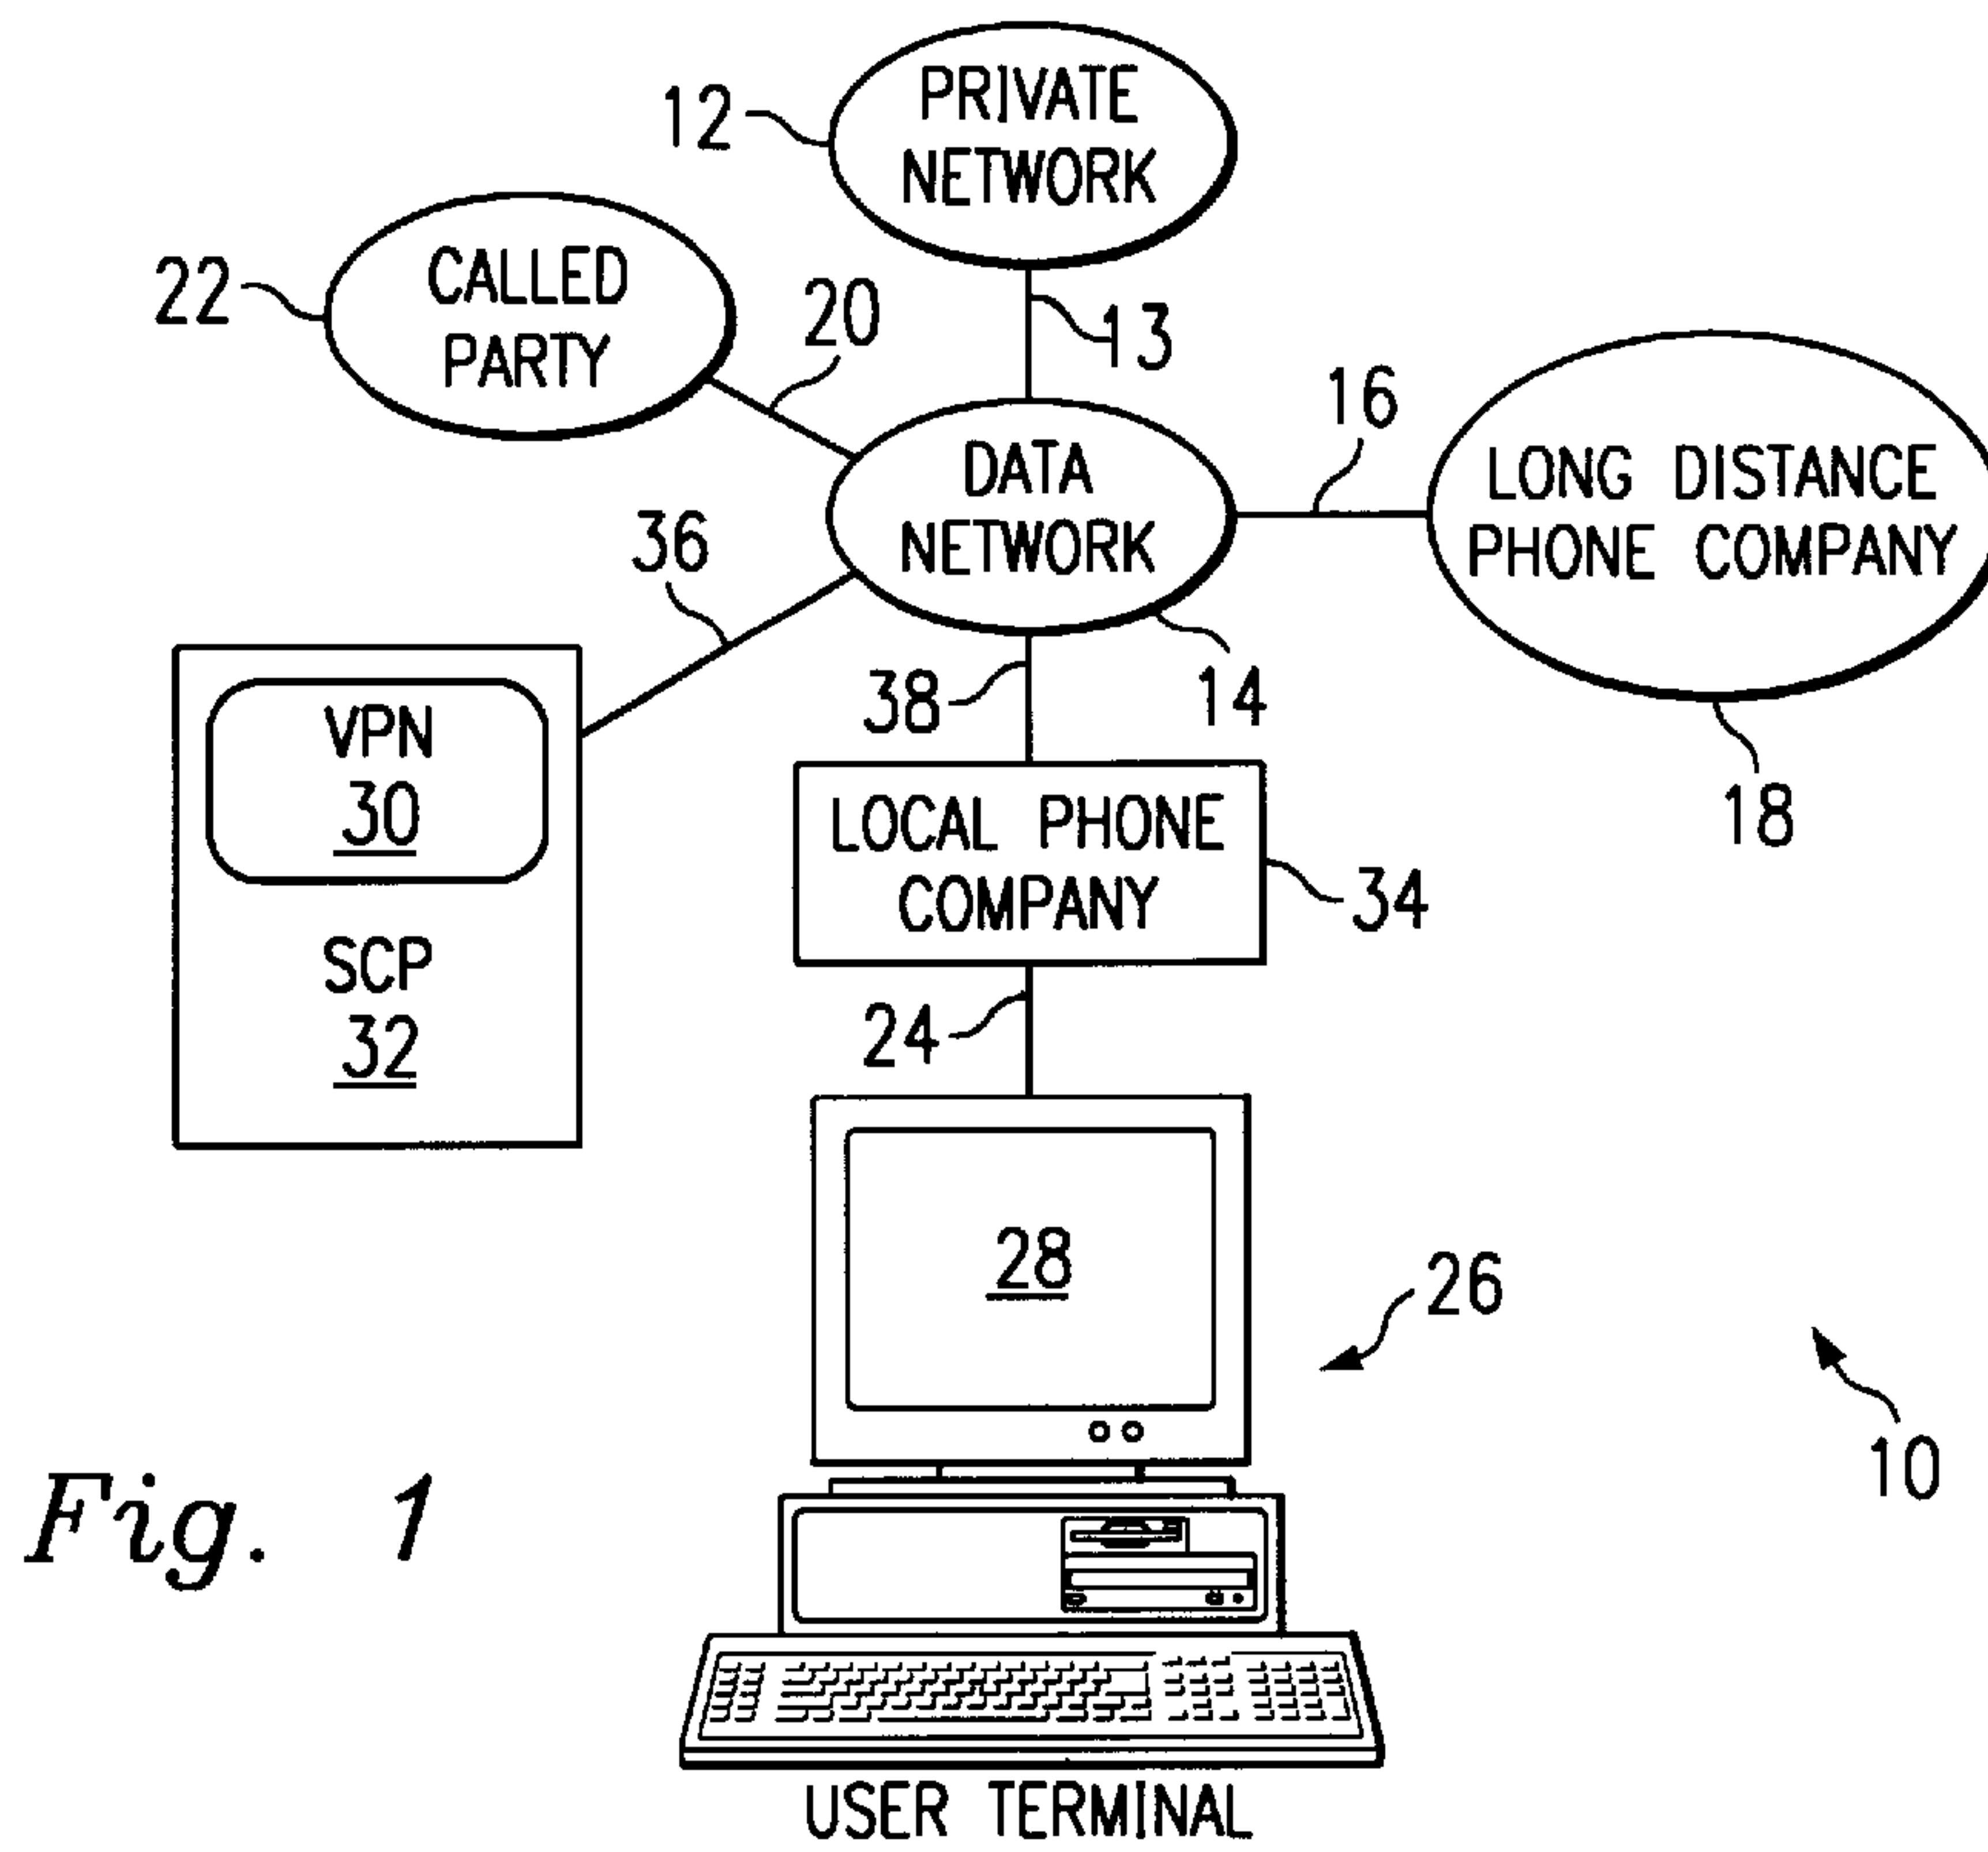 12
PRIVATE
NETWORK
22
CALLED
PARTY
20
13
16
LONG DISTANCE
PHONE COMPANY
DATA
NETWORK
36
38
14
18
VPN
30
LOCAL PHONE
COMPANY
34
SCP
32
24
28
26
10
Fig. 1
USER TERMINAL